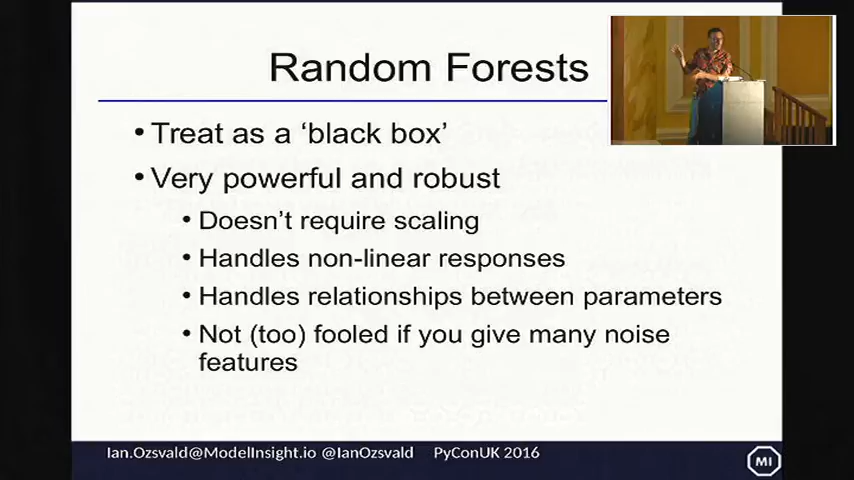 Random Forests
• Treat as a ‘black box’
• Very powerful and robust
• Doesn’t require scaling
• Handles non-linear responses
• Handles relationships between parameters
• Not (too) fooled if you give many noise
features
Ian.Ozsvald@ModelInsight.io @IanOzsvald PyConUK 2016
MI